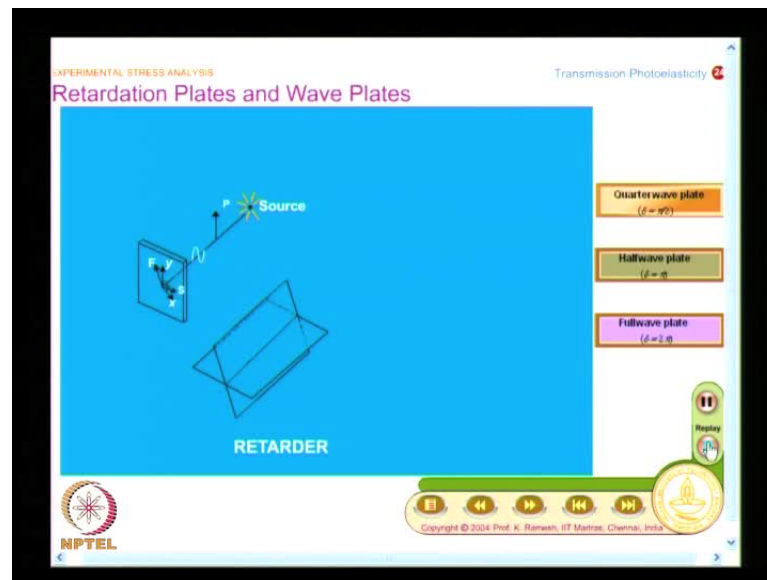 EXPERIMENTAL STRESS ANALYSIS
Transmission Photoelasticity 24
Retardation Plates and Wave Plates
P
Source
F y
S
x
RETARDER
Quarterwave plate
(δ = π/2)
Halfwave plate
(δ = π)
Fullwave plate
(δ = 2π)
Replay
NPTEL
Copyright © 2004 Prof. K. Ramesh, IIT Madras, Chennai, India